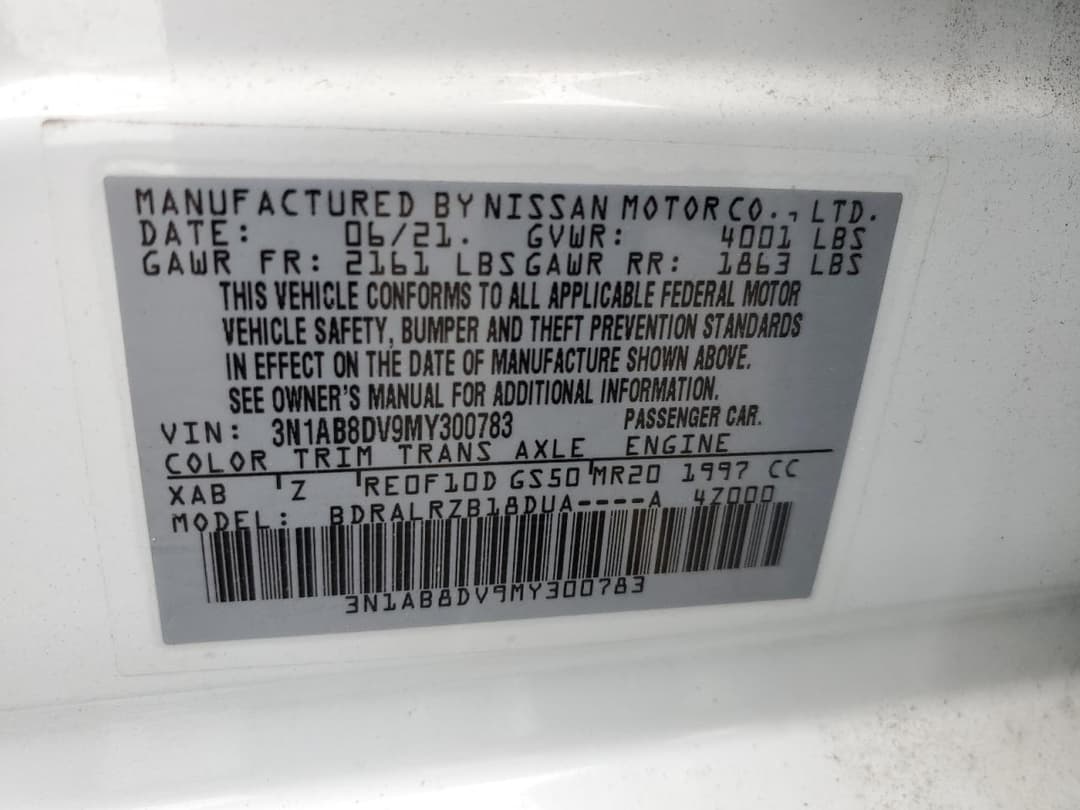 MANUFACTURED BY NISSAN MOTOR CO., LTD.
DATE: 06/21. GVWR: 4001 LBS
GAWR FR: 2161 LBS GAWR RR: 1863 LBS
THIS VEHICLE CONFORMS TO ALL APPLICABLE FEDERAL MOTOR
VEHICLE SAFETY, BUMPER AND THEFT PREVENTION STANDARDS
IN EFFECT ON THE DATE OF MANUFACTURE SHOWN ABOVE.
SEE OWNER'S MANUAL FOR ADDITIONAL INFORMATION.
VIN: 3N1AB8DV9MY300783 PASSENGER CAR.
COLOR TRIM TRANS AXLE ENGINE
XAB Z RE0F10D GS50 MR20 1997 CC
MODEL: BDRALRZB18DUA----A 4Z000
3N1AB8DV9MY300783